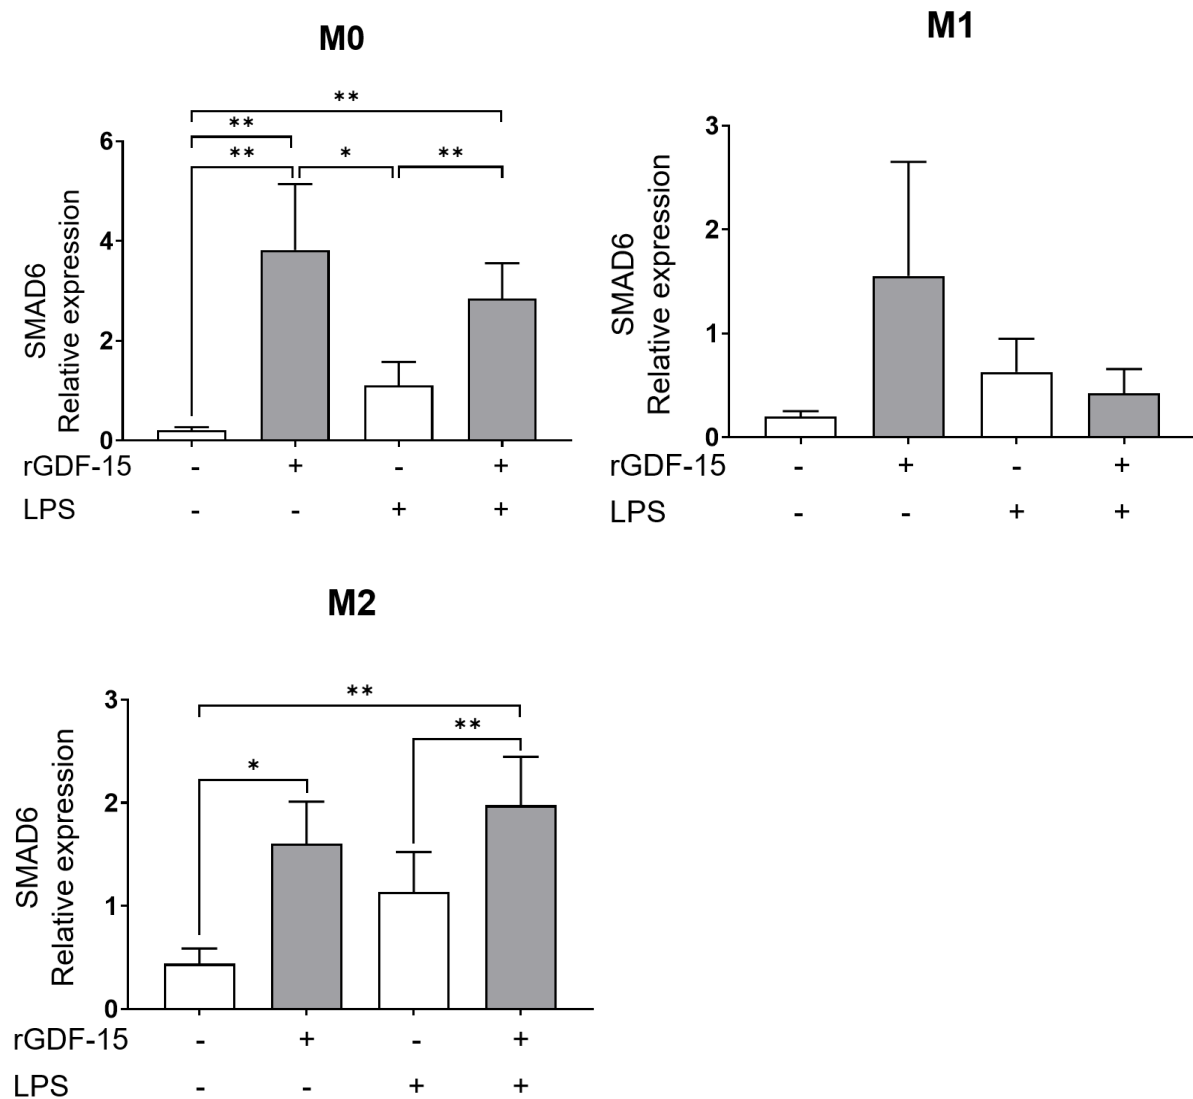 M0
**
**
** * **
6
4
2
0
SMAD6
Relative expression
rGDF-15 - + - +
LPS - - + +
M1
3
2
1
0
SMAD6
Relative expression
rGDF-15 - + - +
LPS - - + +
M2
**
**
*
3
2
1
0
SMAD6
Relative expression
rGDF-15 - + - +
LPS - - + +